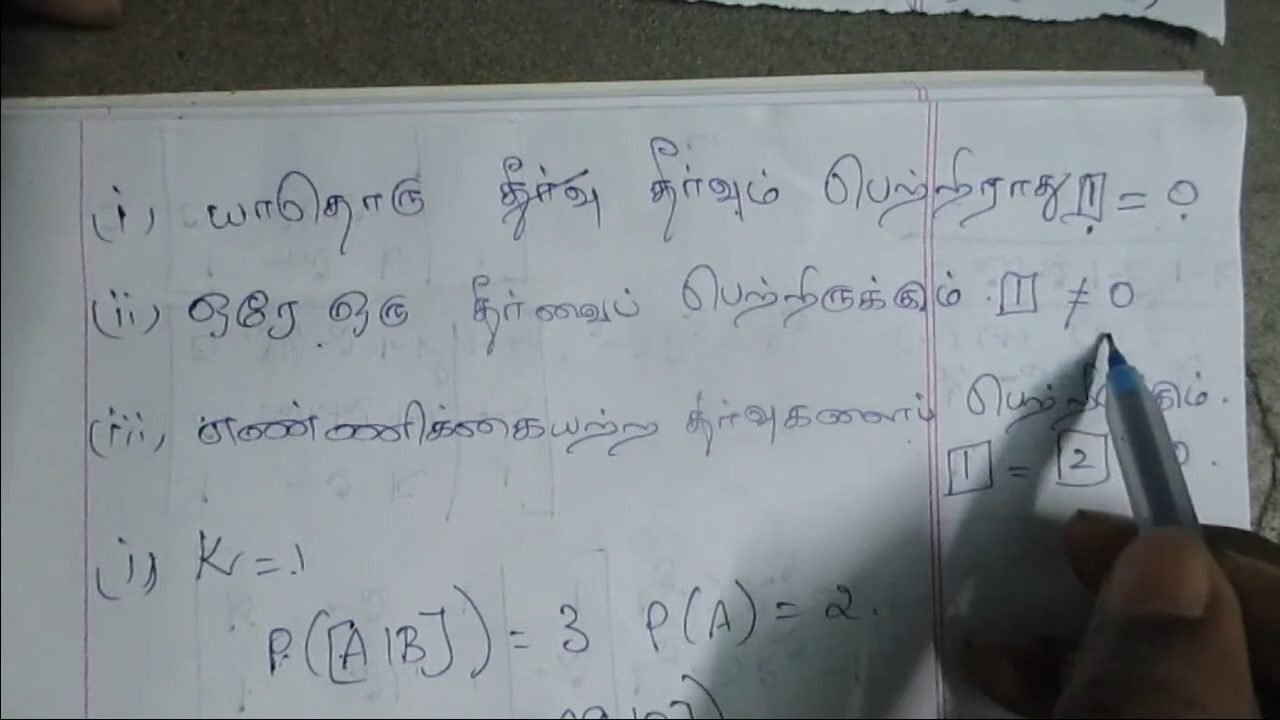 (i) யாதொரு தீர்வும் பெற்றிராது [1] = 0
(ii) ஒரே ஒரு தீர்வைப் பெற்றிருக்கும். [1] ≠ 0
(iii) எண்ணிக்கையற்ற தீர்வுகளைப் பெற்றிருக்கும்.
[1] = [2]
(i) K = 1
P([A|B]) = 3 P(A) = 2.